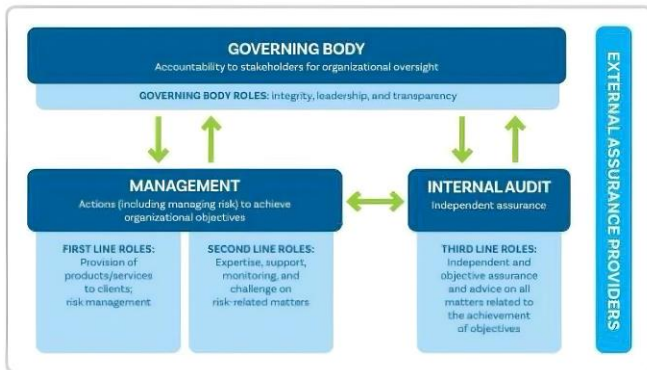 GOVERNING BODY
Accountability to stakeholders for organizational oversight
GOVERNING BODY ROLES: integrity, leadership, and transparency
MANAGEMENT
Actions (including managing risk) to achieve
organizational objectives
INTERNAL AUDIT
Independent assurance
FIRST LINE ROLES:
Provision of
products/services
to clients;
risk management
SECOND LINE ROLES:
Expertise, support,
monitoring, and
challenge on
risk-related matters
THIRD LINE ROLES:
Independent and
objective assurance
and advice on all
matters related to
the achievement
of objectives
EXTERNAL ASSURANCE PROVIDERS